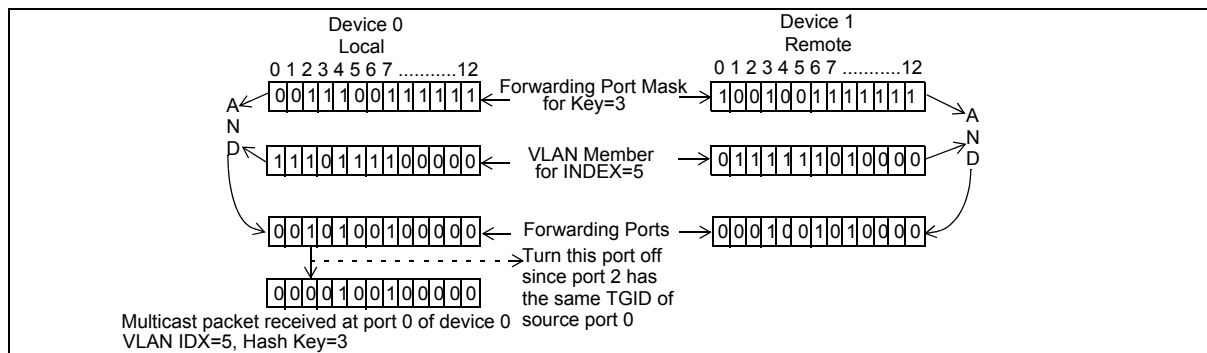 Device 0
Local
Device 1
Remote
0 1 2 3 4 5 6 7 ...........12
0 1 2 3 4 5 6 7 ...........12
0 0 1 1 1 0 0 1 1 1 1 1 1
Forwarding Port Mask
for Key=3
1 0 0 1 0 0 1 1 1 1 1 1 1
A
N
D
A
N
D
1 1 1 0 1 1 1 1 0 0 0 0 0
VLAN Member
for INDEX=5
0 1 1 1 1 1 1 0 1 0 0 0 0
0 0 1 0 1 0 0 1 0 0 0 0 0
Forwarding Ports
0 0 0 1 0 0 1 0 1 0 0 0 0
Turn this port off
since port 2 has
the same TGID of
source port 0
0 0 0 0 1 0 0 1 0 0 0 0 0
Multicast packet received at port 0 of device 0
VLAN IDX=5, Hash Key=3